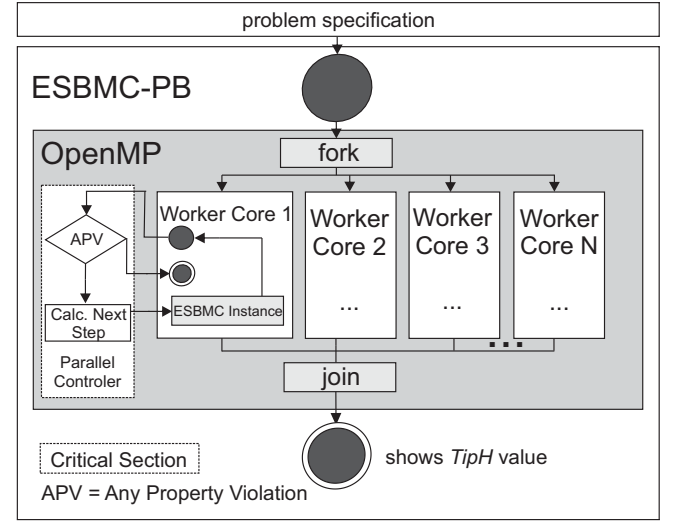 problem specification
ESBMC-PB
OpenMP
fork
Worker Core 1
APV
ESBMC Instance
Calc. Next
Step
Parallel
Controler
Worker
Core 2
...
Worker
Core 3
...
Worker
Core N
...
...
join
Critical Section
shows TipH value
APV = Any Property Violation